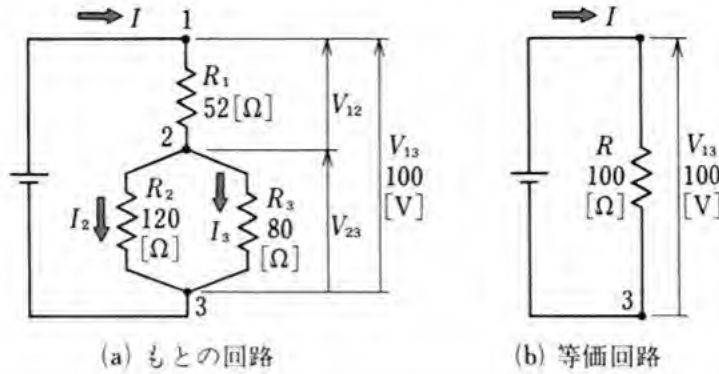 I
1
R1
52[Ω]
2
V12
V13
100
[V]
I2
R2
120
[Ω]
I3
R3
80
[Ω]
V23
3
(a) もとの回路
I
R
100
[Ω]
V13
100
[V]
3
(b) 等価回路